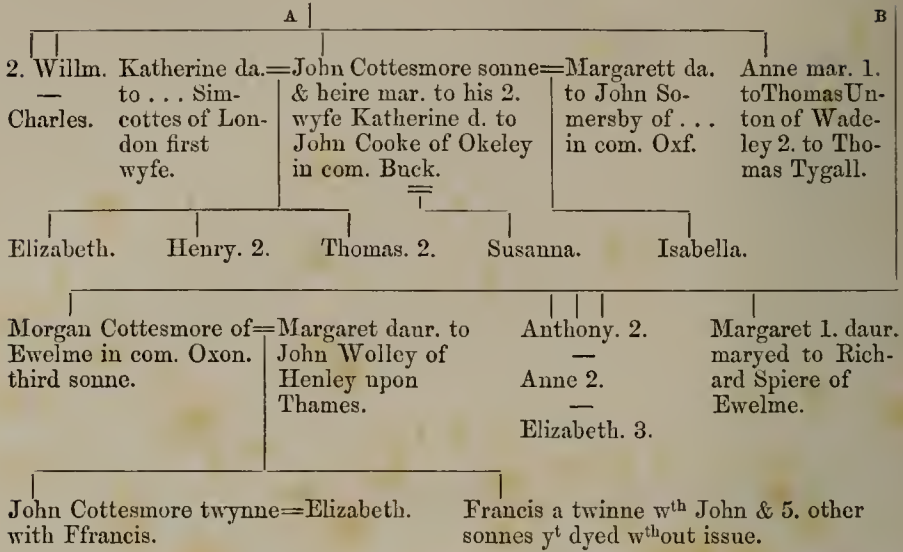 A B
2. Willm.
—
Charles.
Katherine da.
to . . . Sim-
cottes of Lon-
don first
wyfe.
=John Cottesmore sonne=
& heire mar. to his 2.
wyfe Katherine d. to
John Cooke of Okeley
in com. Buck.
Margarett da.
to John So-
mersby of . . .
in com. Oxf.
Anne mar. 1.
toThomasUn-
ton of Wade-
ley 2. to Tho-
mas Tygall.
Elizabeth. Henry. 2. Thomas. 2. Susanna. Isabella.
Morgan Cottesmore of=
Ewelme in com. Oxon.
third sonne.
Margaret daur. to
John Wolley of
Henley upon
Thames.
Anthony. 2.
—
Anne 2.
—
Elizabeth. 3.
Margaret 1. daur.
maryed to Rich-
ard Spiere of
Ewelme.
John Cottesmore twynne=Elizabeth.
with Ffrancis.
Francis a twinne wth John & 5. other
sonnes yt dyed wthout issue.